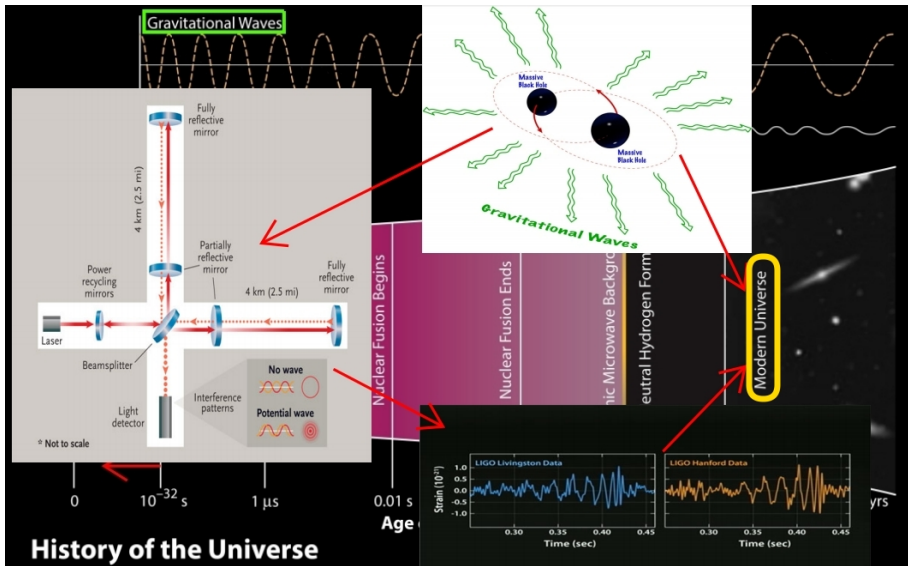 Gravitational Waves
Fully
reflective
mirror
4 km (2.5 mi)
Power
recycling
mirrors
Partially
reflective
mirror
Fully
reflective
mirror
4 km (2.5 mi)
Laser
Beamsplitter
Light
detector
Interference
patterns
No wave
Potential wave
* Not to scale
Massive
Black Hole
Massive
Black Hole
Gravitational Waves
Nuclear Fusion Begins
Nuclear Fusion Ends
Microwave
Hydrogen
Modern Universe
LIGO Livingston Data
LIGO Hanford Data
Strain (10⁻²¹)
1.0
0.5
0.0
-0.5
-1.0
0.30
0.35
0.40
0.45
0.30
0.35
0.40
0.45
Time (sec)
Time (sec)
0
10⁻³² s
1 µs
0.01 s
yrs
Age
History of the Universe